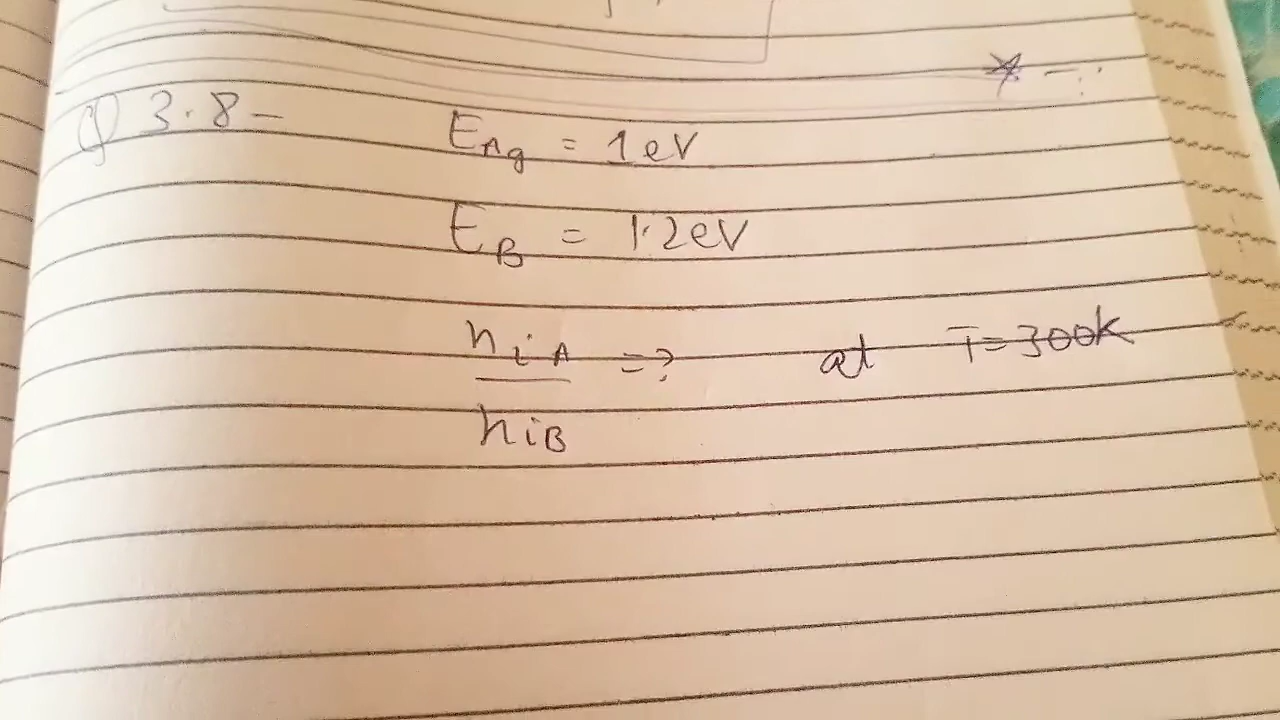 Q 3.8-
E_Ag = 1eV
E_B = 1.2eV
n_iA / n_iB =? at T=300K